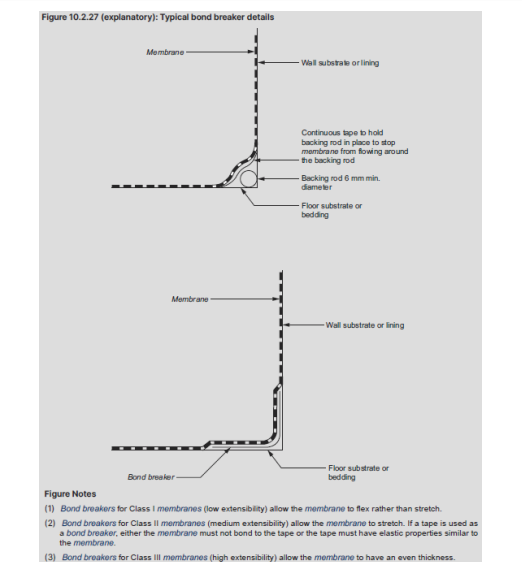 Figure 10.2.27 (explanatory): Typical bond breaker details
Membrane
Wall substrate or lining
Continuous tape to hold
backing rod in place to stop
membrane from flowing around
the backing rod
Backing rod 6 mm min.
diameter
Floor substrate or
bedding
Membrane
Wall substrate or lining
Floor substrate or
bedding
Bond breaker
Figure Notes
(1) Bond breakers for Class I membranes (low extensibility) allow the membrane to flex rather than stretch.
(2) Bond breakers for Class II membranes (medium extensibility) allow the membrane to stretch. If a tape is used as
a bond breaker, either the membrane must not bond to the tape or the tape must have elastic properties similar to
the membrane.
(3) Bond breakers for Class III membranes (high extensibility) allow the membrane to have an even thickness.